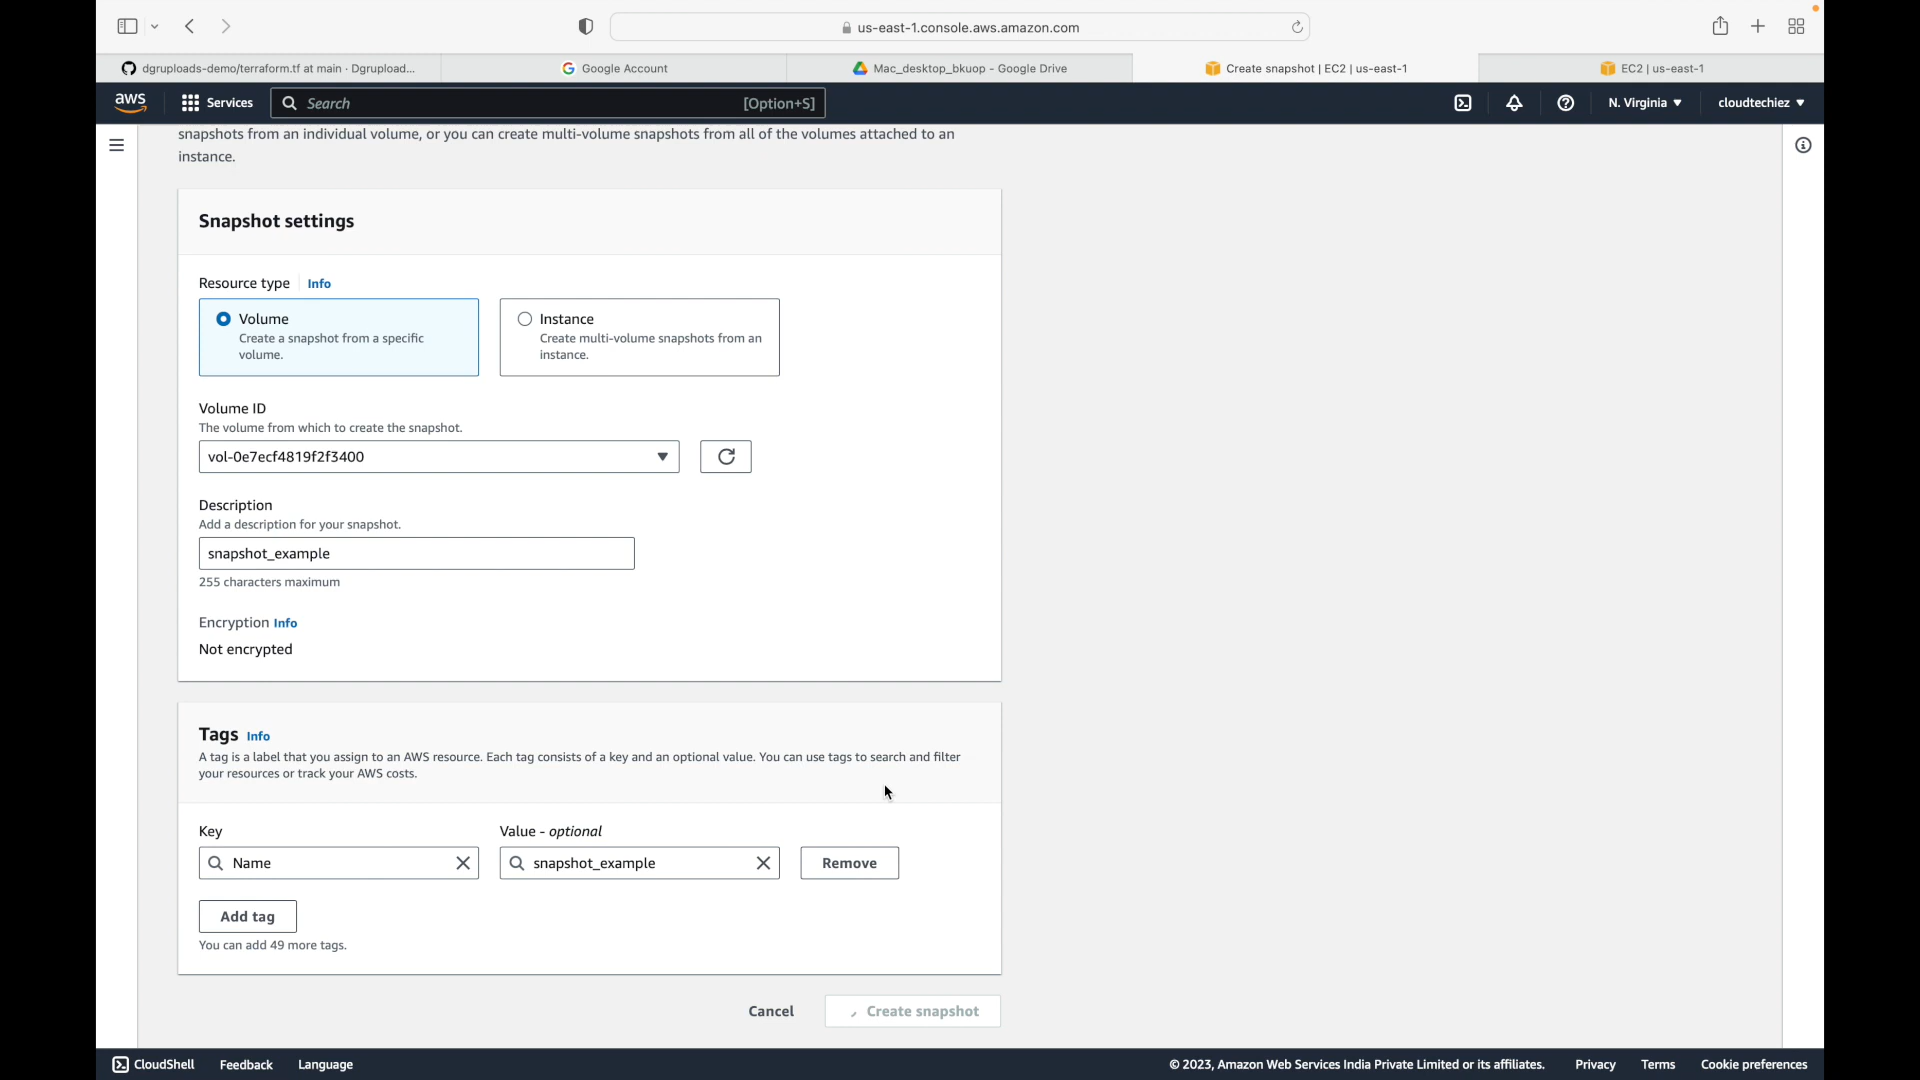 us-east-1.console.aws.amazon.com
dgruploads-demo/terraform.tf at main · Dgrupload...
Google Account
Mac_desktop_bkuop - Google Drive
Create snapshot | EC2 | us-east-1
EC2 | us-east-1
aws
Services
Search
[Option+S]
N. Virginia
cloudtechiez
snapshots from an individual volume, or you can create multi-volume snapshots from all of the volumes attached to an
instance.
Snapshot settings
Resource type
Info
Volume
Create a snapshot from a specific
volume.
Instance
Create multi-volume snapshots from an
instance.
Volume ID
The volume from which to create the snapshot.
vol-0e7ecf4819f2f3400
Description
Add a description for your snapshot.
snapshot_example
255 characters maximum
Encryption Info
Not encrypted
Tags Info
A tag is a label that you assign to an AWS resource. Each tag consists of a key and an optional value. You can use tags to search and filter
your resources or track your AWS costs.
Key
Value - optional
Name
snapshot_example
Remove
Add tag
You can add 49 more tags.
Cancel
Create snapshot
CloudShell
Feedback
Language
© 2023, Amazon Web Services India Private Limited or its affiliates.
Privacy
Terms
Cookie preferences